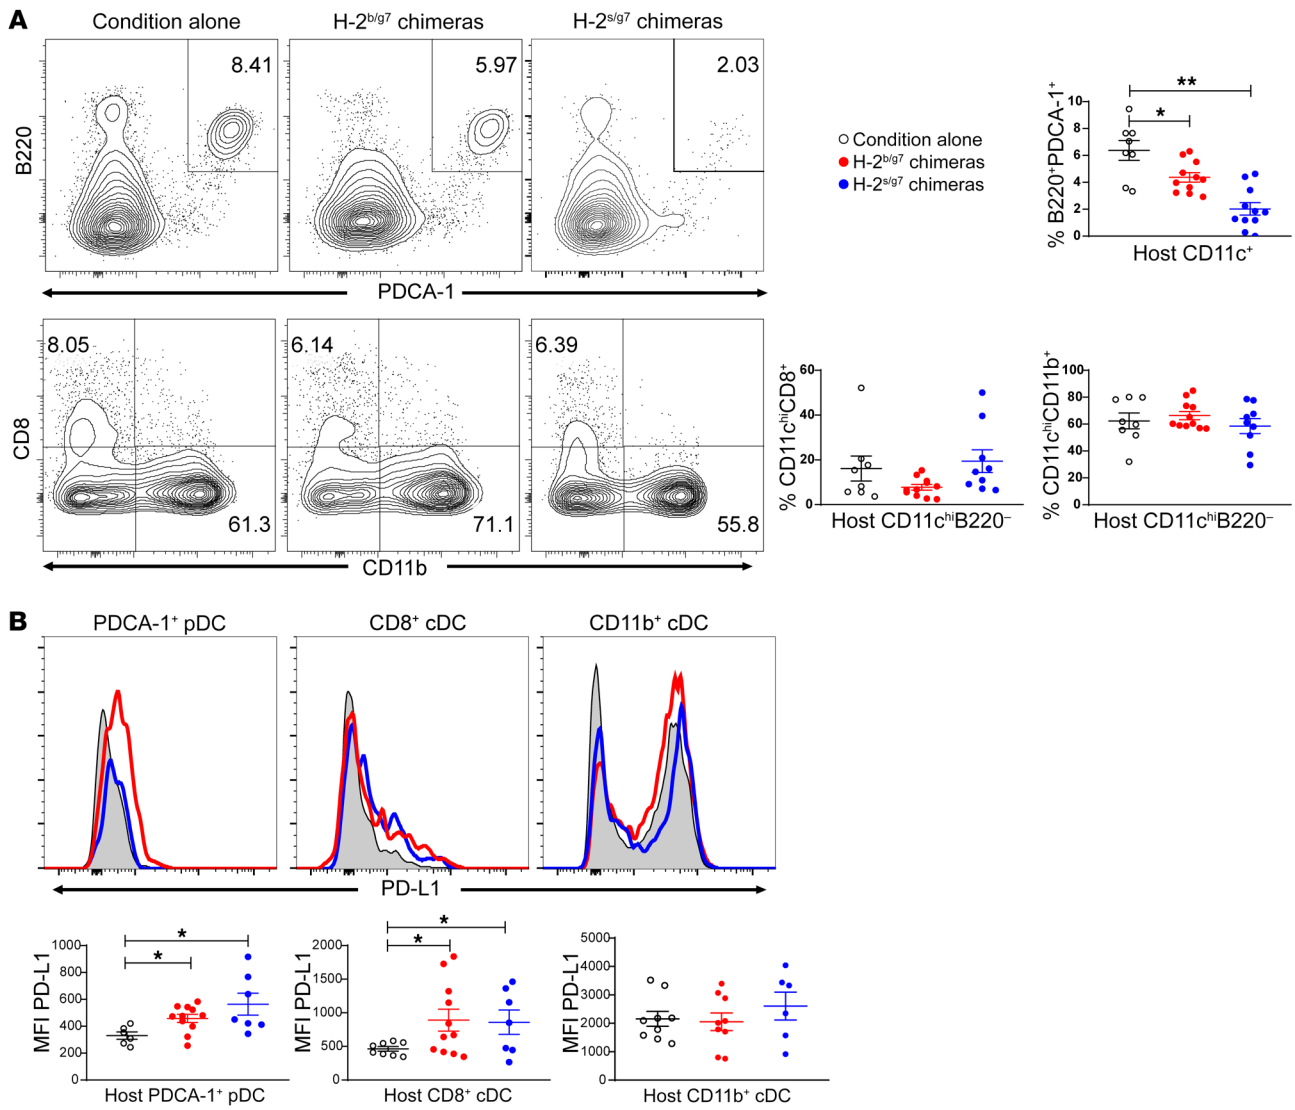 A
Condition alone
H-2b/g7 chimeras
H-2s/g7 chimeras
8.41
5.97
2.03
B220
PDCA-1
Condition alone
H-2b/g7 chimeras
H-2s/g7 chimeras
% B220+PDCA-1+
10
8
6
4
2
0
*
**
Host CD11c+
8.05
6.14
6.39
61.3
71.1
55.8
CD8
CD11b
% CD11chiCD8+
60
40
20
0
Host CD11chiB220–
% CD11chiCD11b+
100
80
60
40
20
0
Host CD11chiB220–
B
PDCA-1+ pDC
CD8+ cDC
CD11b+ cDC
PD-L1
MFI PD-L1
1000
800
600
400
200
0
*
*
Host PDCA-1+ pDC
MFI PD-L1
2000
1500
1000
500
0
*
*
Host CD8+ cDC
MFI PD-L1
5000
4000
3000
2000
1000
0
Host CD11b+ cDC